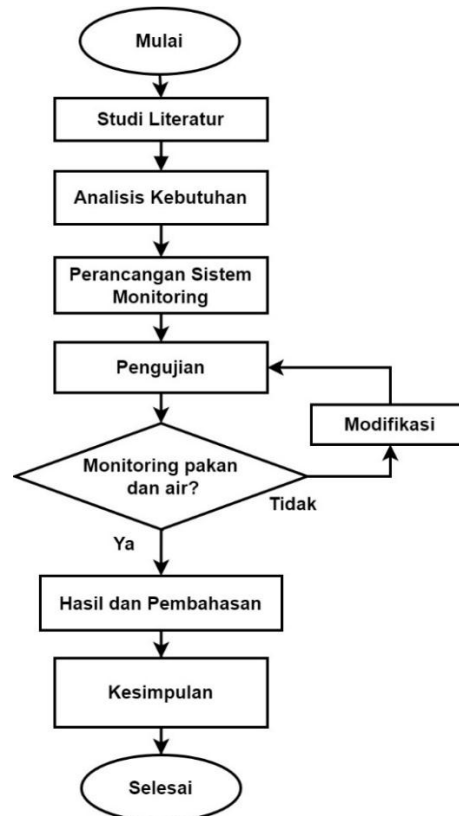 Mulai
Studi Literatur
Analisis Kebutuhan
Perancangan Sistem
Monitoring
Pengujian
Modifikasi
Monitoring pakan
dan air?
Tidak
Ya
Hasil dan Pembahasan
Kesimpulan
Selesai